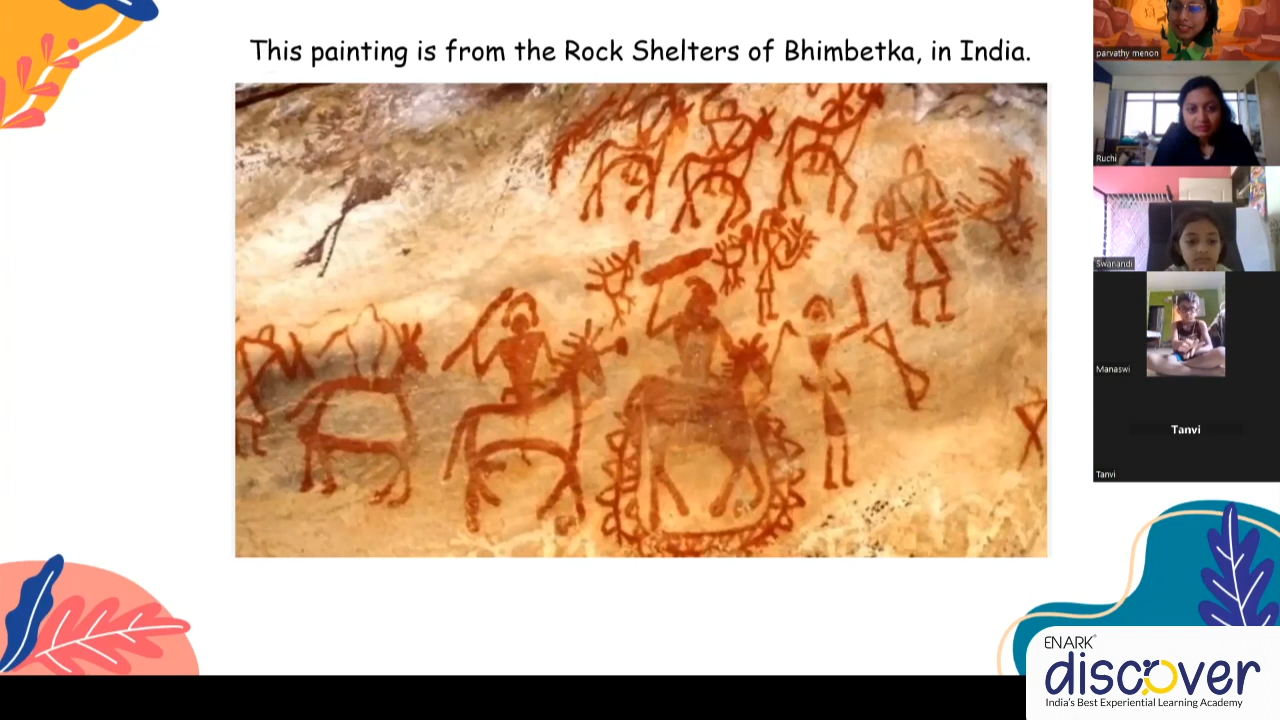 This painting is from the Rock Shelters of Bhimbetka, in India.
parvathy menon
Ruchi
Swanandi
Manaswi
Tanvi
Tanvi
ENARK®
discover
India's Best Experiential Learning Academy